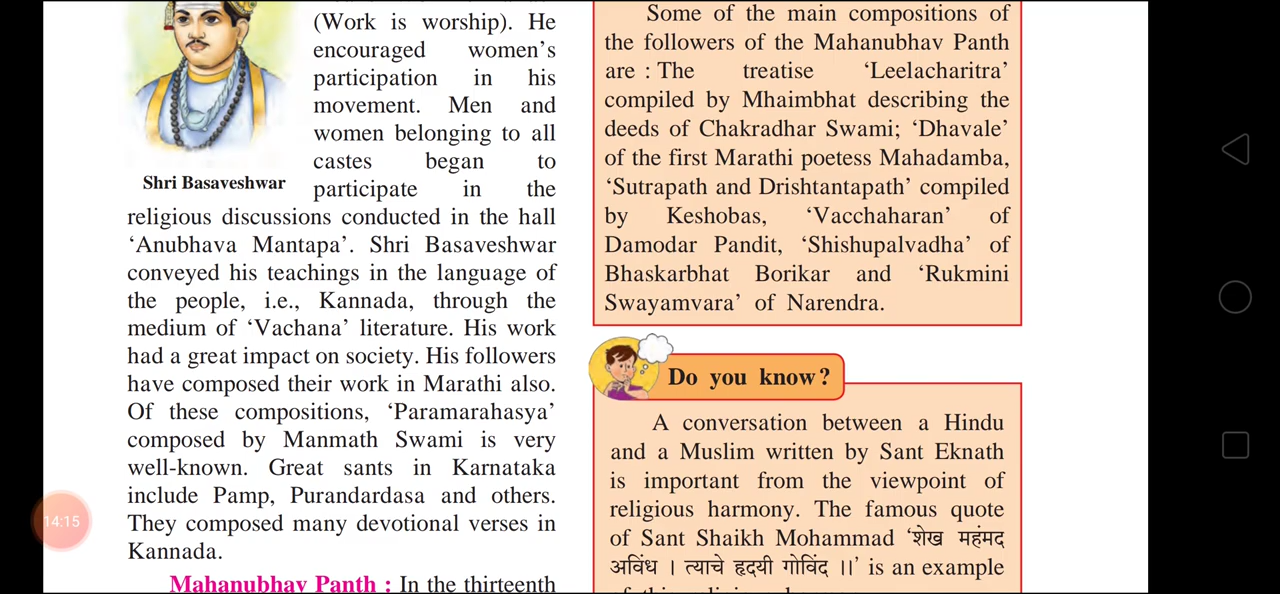 (Work is worship). He
encouraged women's
participation in his
movement. Men and
women belonging to all
castes began to
participate in the
Shri Basaveshwar
religious discussions conducted in the hall
‘Anubhava Mantapa’. Shri Basaveshwar
conveyed his teachings in the language of
the people, i.e., Kannada, through the
medium of ‘Vachana’ literature. His work
had a great impact on society. His followers
have composed their work in Marathi also.
Of these compositions, ‘Paramarahasya’
composed by Manmath Swami is very
well-known. Great sants in Karnataka
include Pamp, Purandardasa and others.
They composed many devotional verses in
Kannada.
Mahanubhav Panth : In the thirteenth
14:15
Some of the main compositions of
the followers of the Mahanubhav Panth
are : The treatise ‘Leelacharitra’
compiled by Mhaimbhat describing the
deeds of Chakradhar Swami; ‘Dhavale’
of the first Marathi poetess Mahadamba,
‘Sutrapath and Drishtantapath’ compiled
by Keshobas, ‘Vacchaharan’ of
Damodar Pandit, ‘Shishupalvadha’ of
Bhaskarbhat Borikar and ‘Rukmini
Swayamvara’ of Narendra.
Do you know?
A conversation between a Hindu
and a Muslim written by Sant Eknath
is important from the viewpoint of
religious harmony. The famous quote
of Sant Shaikh Mohammad ‘शेख महंमद
अविंध । त्याचे हृदयी गोविंद ।।’ is an example